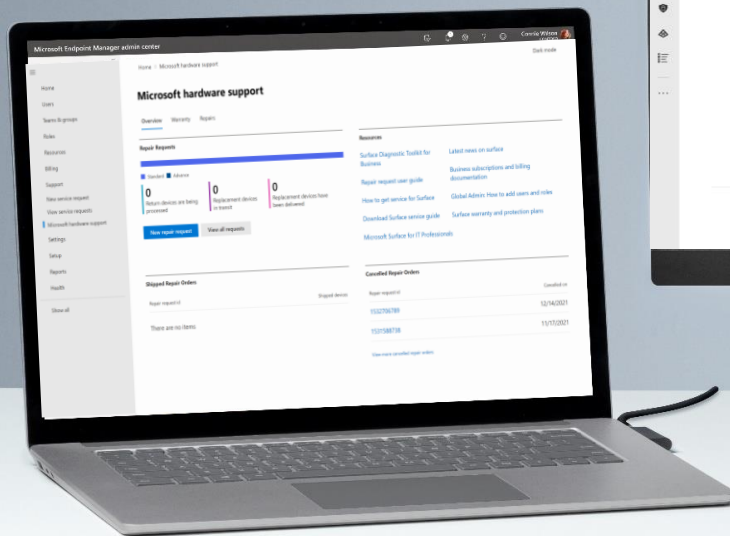 Microsoft Endpoint Manager admin center
Connie Wilson
Home
Users
Teams & groups
Roles
Resources
Billing
Support
New service request
View service requests
Microsoft hardware support
Settings
Setup
Reports
Health
Show all
Home > Microsoft hardware support
Dark mode
Microsoft hardware support
Overview Warranty Repairs
Repair Requests
Standard Advance
0
Return devices are being
processed
0
Replacement devices
in transit
0
Replacement devices have
been delivered
New repair request View all requests
Resources
Surface Diagnostic Toolkit for
Business
Repair request user guide
How to get service for Surface
Download Surface service guide
Microsoft Surface for IT Professionals
Latest news on surface
Business subscriptions and billing
documentation
Global Admin: How to add users and roles
Surface warranty and protection plans
Shipped Repair Orders
Repair request id Shipped devices
There are no items
Cancelled Repair Orders
Repair request id Cancelled on
1532706788 12/14/2021
1531588738 11/17/2021
View more cancelled repair orders